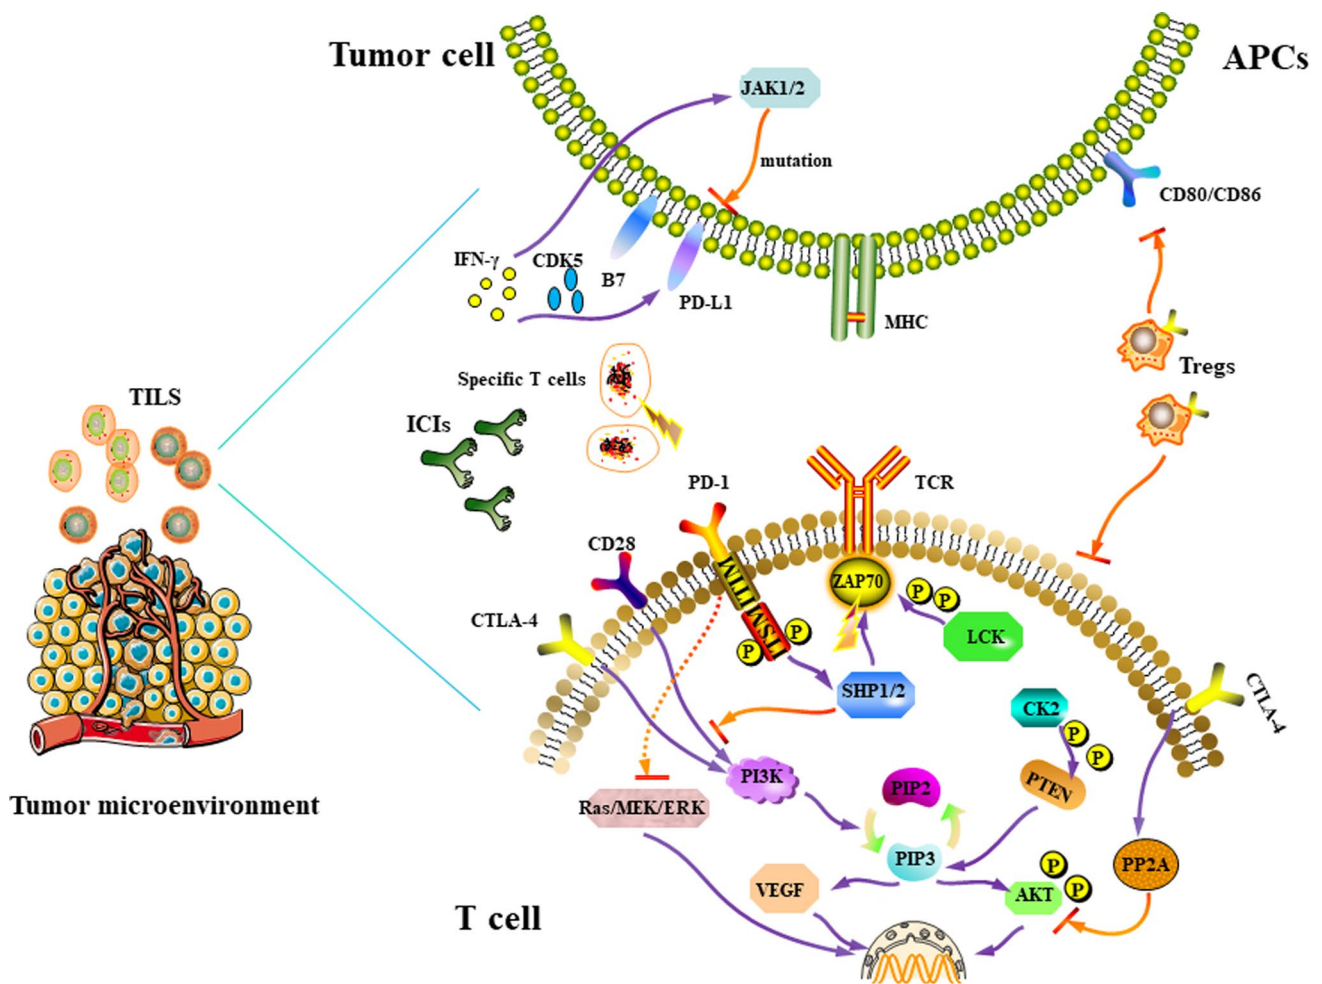 Tumor cell
APCs
JAK1/2
mutation
CD80/CD86
IFN-γ
CDK5
B7
PD-L1
MHC
Tregs
Specific T cells
TILS
ICIs
PD-1
TCR
CD28
ITIM
ZAP70
P P
CTLA-4
ITSM
P
P
LCK
SHP1/2
CTLA-4
CK2
P
P
PI3K
PTEN
PIP2
Ras/MEK/ERK
Tumor microenvironment
PIP3
P
PP2A
VEGF
AKT
P
T cell